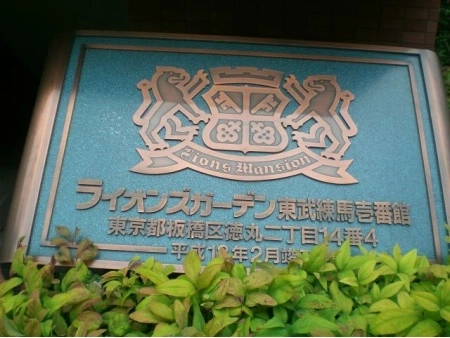 Lions Mansion
ライオンズガーデン東武練馬壱番館
東京都板橋区徳丸二丁目14番4
平成1 年2月竣